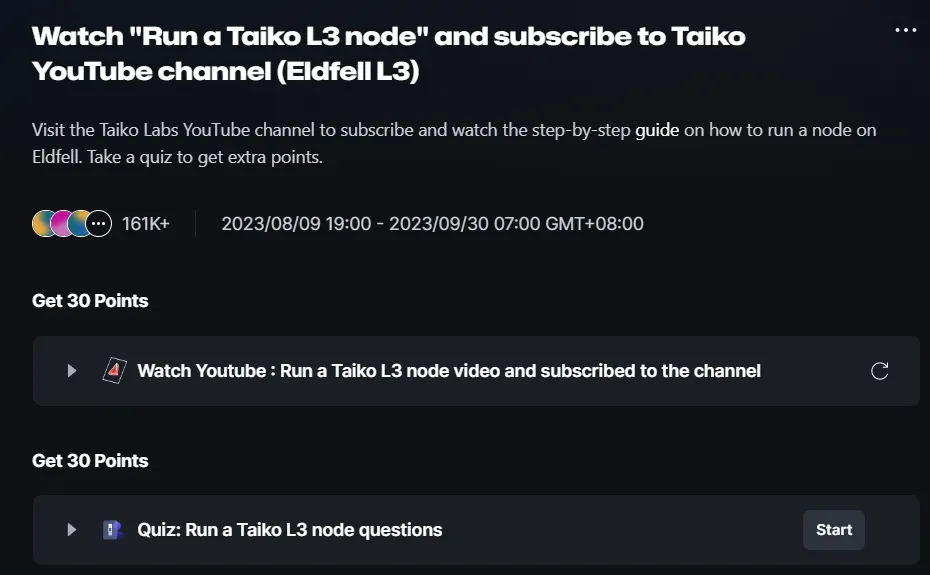 Watch "Run a Taiko L3 node" and subscribe to Taiko
YouTube channel (Eldfell L3)
Visit the Taiko Labs YouTube channel to subscribe and watch the step-by-step guide on how to run a node on
Eldfell. Take a quiz to get extra points.
161K+ 2023/08/09 19:00 - 2023/09/30 07:00 GMT+08:00
Get 30 Points
Watch Youtube : Run a Taiko L3 node video and subscribed to the channel
Get 30 Points
Quiz: Run a Taiko L3 node questions Start